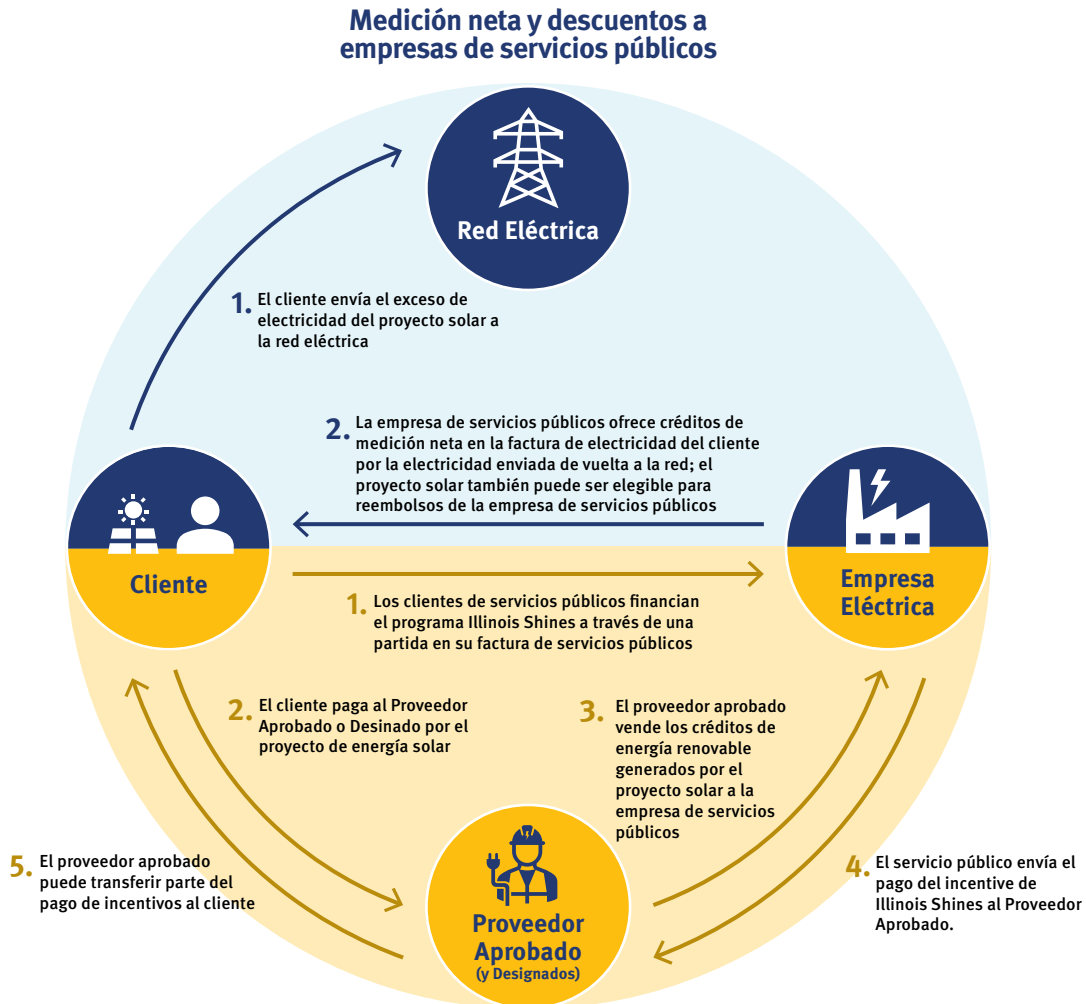 Medición neta y descuentos a
empresas de servicios públicos
Red Eléctrica
1. El cliente envía el exceso de
electricidad del proyecto solar a
la red eléctrica
2. La empresa de servicios públicos ofrece créditos de
medición neta en la factura de electricidad del cliente
por la electricidad enviada de vuelta a la red; el
proyecto solar también puede ser elegible para
reembolsos de la empresa de servicios públicos
Cliente
Empresa
Eléctrica
1. Los clientes de servicios públicos financian
el programa Illinois Shines a través de una
partida en su factura de servicios públicos
2. El cliente paga al Proveedor
Aprobado o Desinado por el
proyecto de energía solar
3. El proveedor aprobado
vende los créditos de
energía renovable
generados por el
proyecto solar a la
empresa de servicios
públicos
4. El servicio público envía el
pago del incentive de
Illinois Shines al Proveedor
Aprobado.
5. El proveedor aprobado
puede transferir parte del
pago de incentivos al cliente
Proveedor
Aprobado
(y Designados)